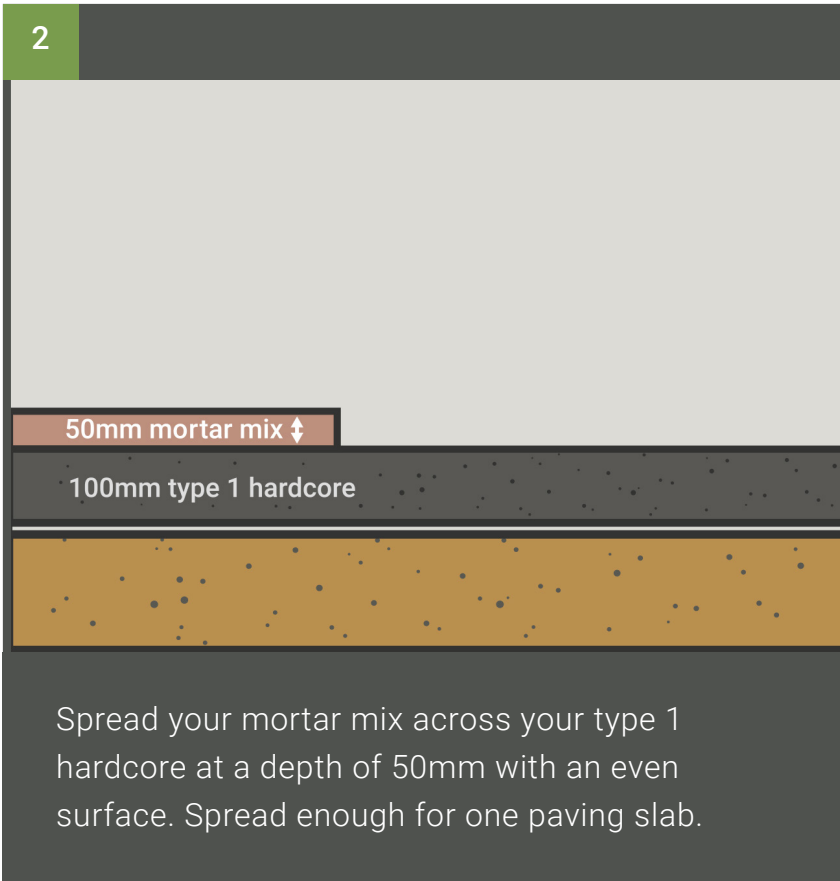 2
50mm mortar mix
100mm type 1 hardcore
Spread your mortar mix across your type 1
hardcore at a depth of 50mm with an even
surface. Spread enough for one paving slab.